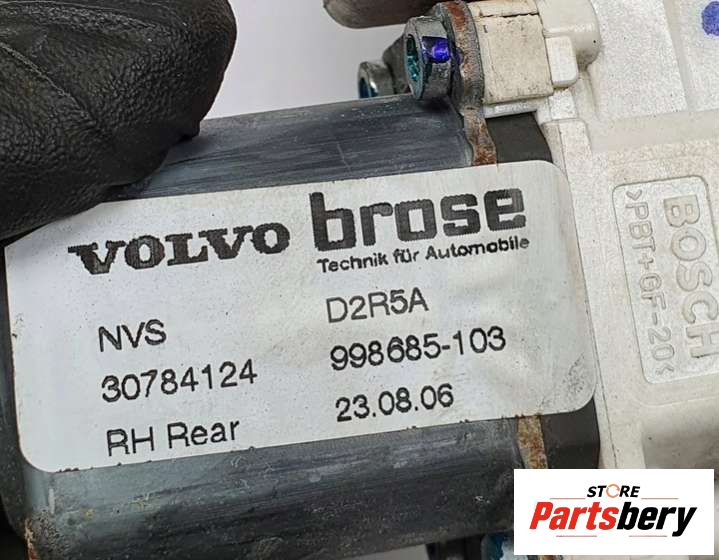 VOLVO brose
Technik für Automobile
NVS D2R5A
30784124 998685-103
RH Rear 23.08.06
BOSCH
>PBT+GF-20<
STORE
Partsbery